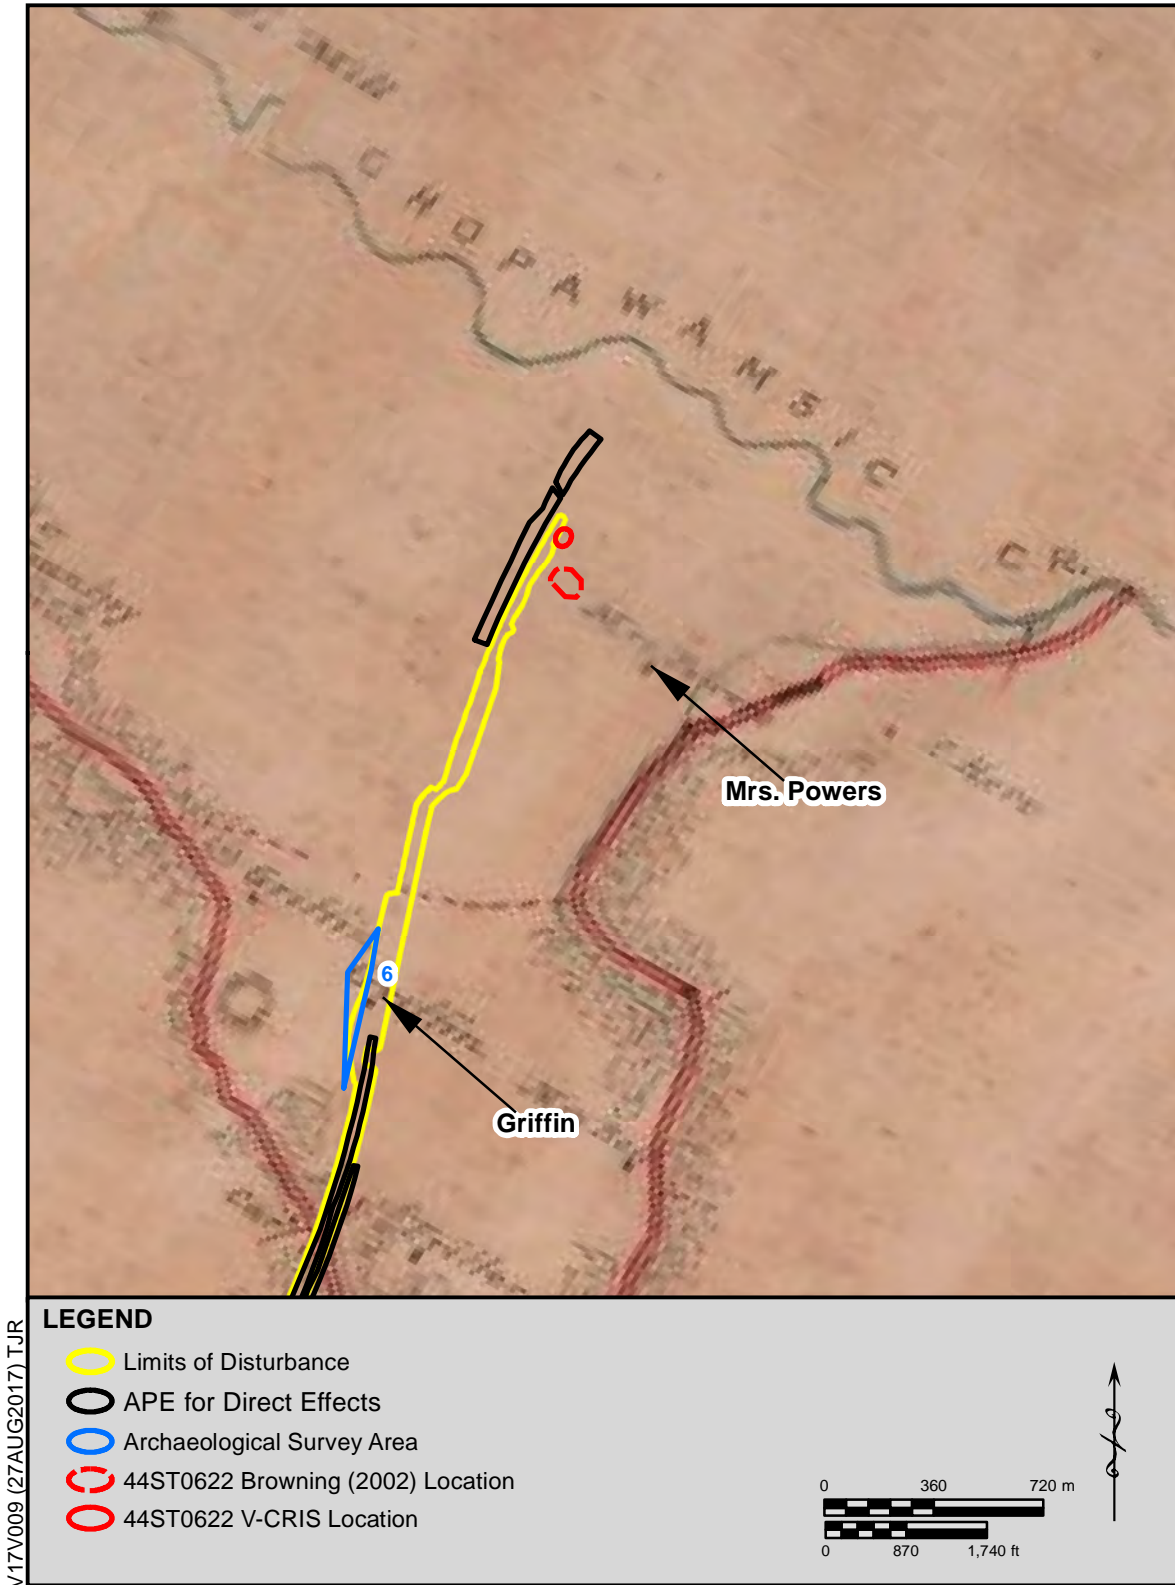 CHOPAWAMSIC CR.
Mrs. Powers
6
Griffin
LEGEND
Limits of Disturbance
APE for Direct Effects
Archaeological Survey Area
44ST0622 Browning (2002) Location
44ST0622 V-CRIS Location
0 360 720 m
0 870 1,740 ft
V17V009 (27AUG2017) TJR